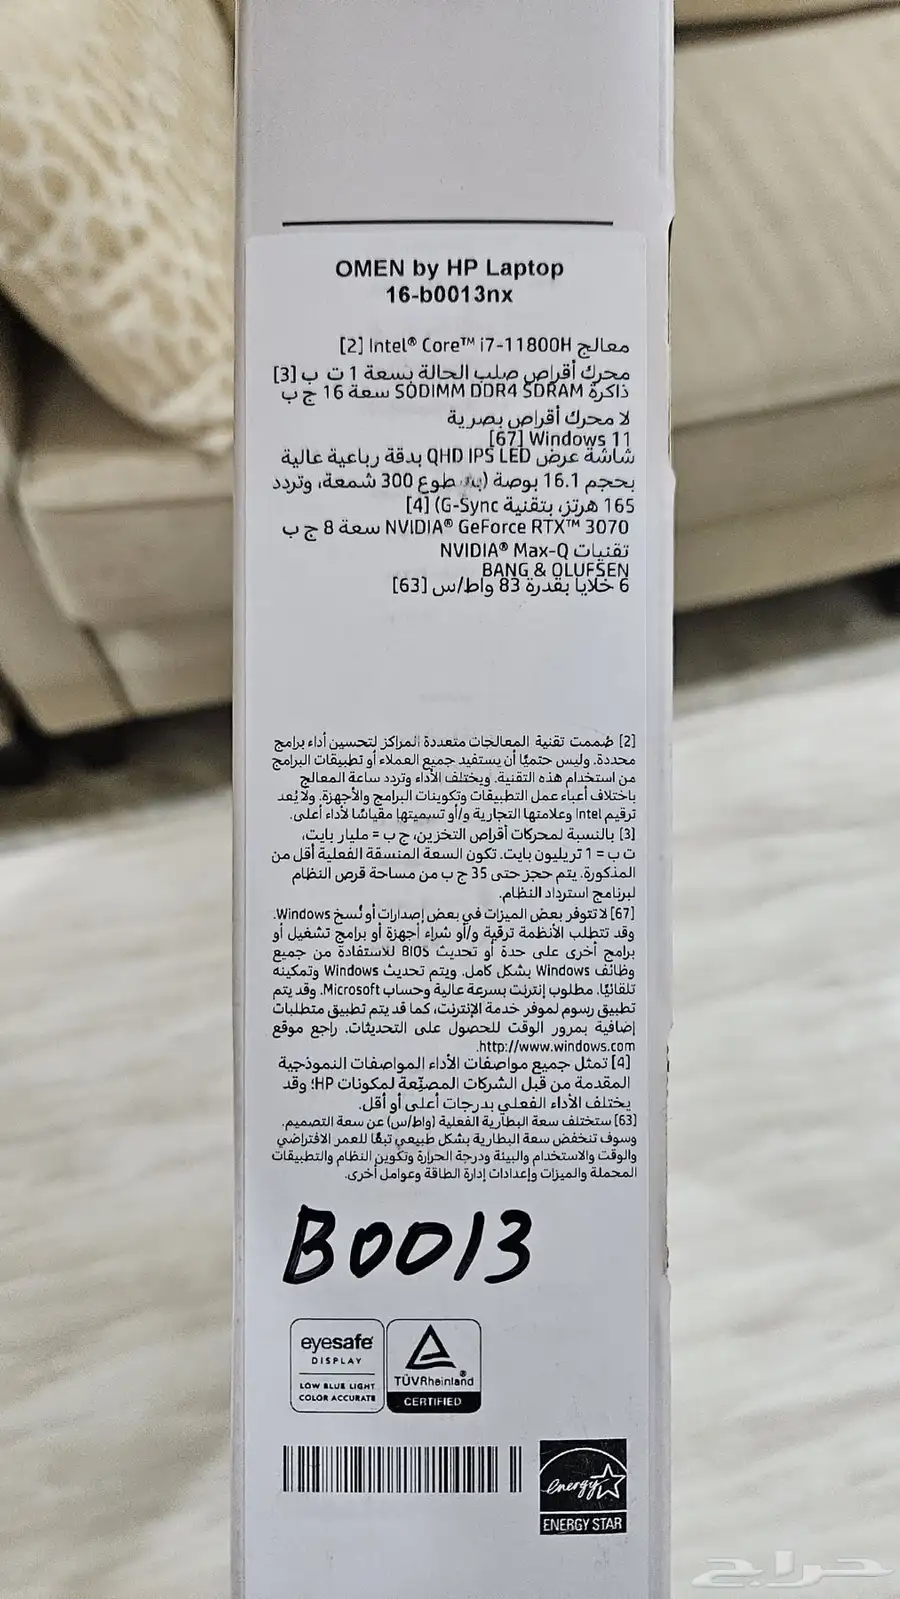 OMEN by HP Laptop
16-b0013nx
معالج Intel® Core™ i7-11800H [2]
محرك أقراص صلب الحالة بسعة 1 ت ب [3]
ذاكرة SODIMM DDR4 SDRAM سعة 16 ج ب
لا محرك أقراص بصرية
Windows 11 [67]
شاشة عرض QHD IPS LED بدقة رباعية عالية
بحجم 16.1 بوصة (بسطوع 300 شمعة، وتردد
165 هرتز، بتقنية G-Sync) [4]
NVIDIA® GeForce RTX™ 3070 سعة 8 ج ب
تقنيات NVIDIA® Max-Q
BANG & OLUFSEN
6 خلايا بقدرة 83 واط/س [63]
[2] صُممت تقنية المعالجات متعددة المراكز لتحسين أداء برامج
محددة. وليس حتميًا أن يستفيد جميع العملاء أو تطبيقات البرامج
من استخدام هذه التقنية. ويختلف الأداء وتردد ساعة المعالج
باختلاف أعباء عمل التطبيقات وتكوينات البرامج والأجهزة. ولا يُعد
ترقيم Intel وعلامتها التجارية و/أو تسميتها مقياسًا لأداء أعلى.
[3] بالنسبة لمحركات أقراص التخزين، ج ب = مليار بايت،
ت ب = 1 تريليون بايت. تكون السعة المنسقة الفعلية أقل من
المذكورة. يتم حجز حتى 35 ج ب من مساحة قرص النظام
لبرنامج استرداد النظام.
[67] لا تتوفر بعض الميزات في بعض إصدارات أو نُسخ Windows.
وقد تتطلب الأنظمة ترقية و/أو شراء أجهزة أو برامج تشغيل أو
برامج أخرى على حدة أو تحديث BIOS للاستفادة من جميع
وظائف Windows بشكل كامل. ويتم تحديث Windows وتمكينه
تلقائيًا. مطلوب إنترنت بسرعة عالية وحساب Microsoft. وقد يتم
تطبيق رسوم لموفر خدمة الإنترنت، كما قد يتم تطبيق متطلبات
إضافية بمرور الوقت للحصول على التحديثات. راجع موقع
http://www.windows.com.
[4] تمثل جميع مواصفات الأداء المواصفات النموذجية
المقدمة من قبل الشركات المصنّعة لمكونات HP؛ وقد
يختلف الأداء الفعلي بدرجات أعلى أو أقل.
[63] ستختلف سعة البطارية الفعلية (واط/س) عن سعة التصميم.
وسوف تنخفض سعة البطارية بشكل طبيعي تبعًا للعمر الافتراضي
والوقت والاستخدام والبيئة ودرجة الحرارة وتكوين النظام والتطبيقات
المحملة والميزات وإعدادات إدارة الطاقة وعوامل أخرى.
B0013
eyesafe®
DISPLAY
LOW BLUE LIGHT
COLOR ACCURATE
TÜVRheinland®
CERTIFIED
energy
ENERGY STAR
حراج